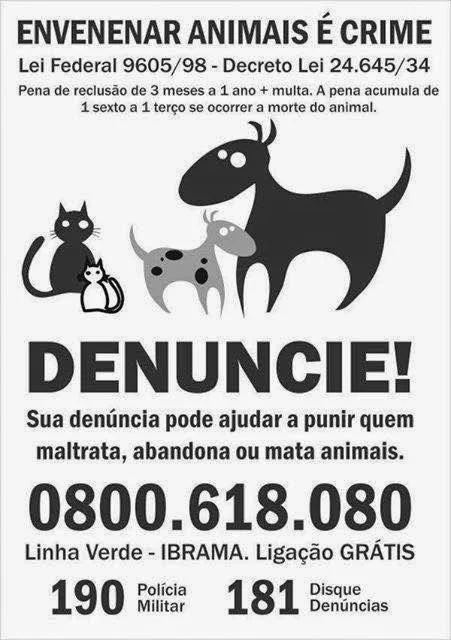 ENVENENAR ANIMAIS É CRIME
Lei Federal 9605/98 - Decreto Lei 24.645/34
Pena de reclusão de 3 meses a 1 ano + multa. A pena acumula de
1 sexto a 1 terço se ocorrer a morte do animal.
DENUNCIE!
Sua denúncia pode ajudar a punir quem
maltrata, abandona ou mata animais.
0800.618.080
Linha Verde - IBRAMA. Ligação GRÁTIS
190 Polícia Militar 181 Disque Denúncias